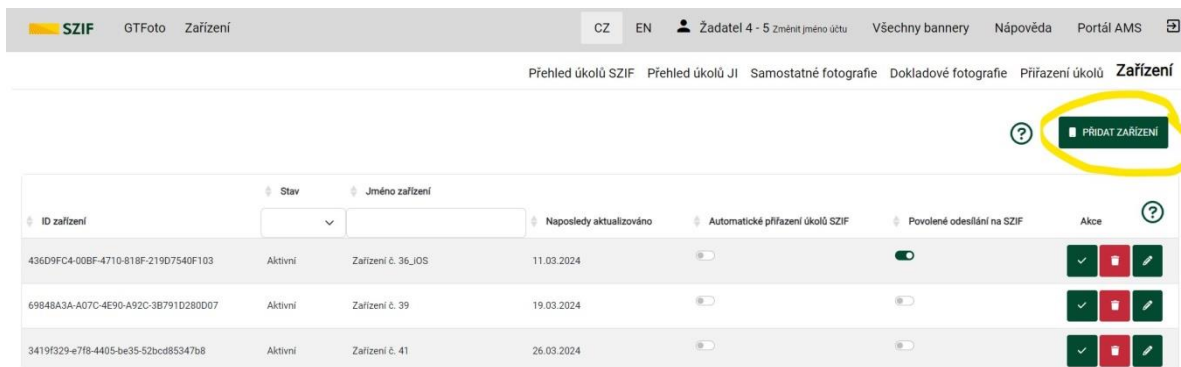 SZIF GTFoto Zařízení CZ EN Žadatel 4 - 5 Změnit jméno účtu Všechny bannery Nápověda Portál AMS
Přehled úkolů SZIF Přehled úkolů JI Samostatné fotografie Dokladové fotografie Přiřazení úkolů Zařízení
? PŘIDAT ZAŘÍZENÍ
Stav Jméno zařízení
ID zařízení Naposledy aktualizováno Automatické přiřazení úkolů SZIF Povolené odesílání na SZIF Akce ?
436D9FC4-00BF-4710-818F-219D7540F103 Aktivní Zařízení č. 36_iOS 11.03.2024
69848A3A-A07C-4E90-A92C-3B791D280D07 Aktivní Zařízení č. 39 19.03.2024
3419f329-e7f8-4405-be35-52bcd85347b8 Aktivní Zařízení č. 41 26.03.2024